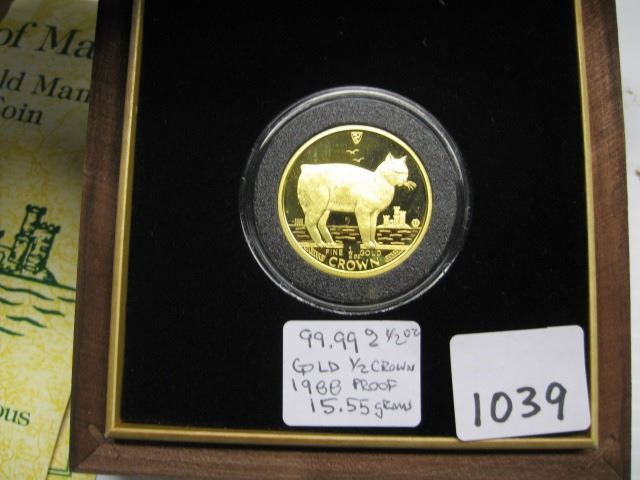 of Ma
ld Man
Coin
ous
FINE 1/2 OZ GOLD
CROWN
99.99 2 1/2 oz
GOLD 1/2 CROWN
1988 PROOF
15.55 grams
1039